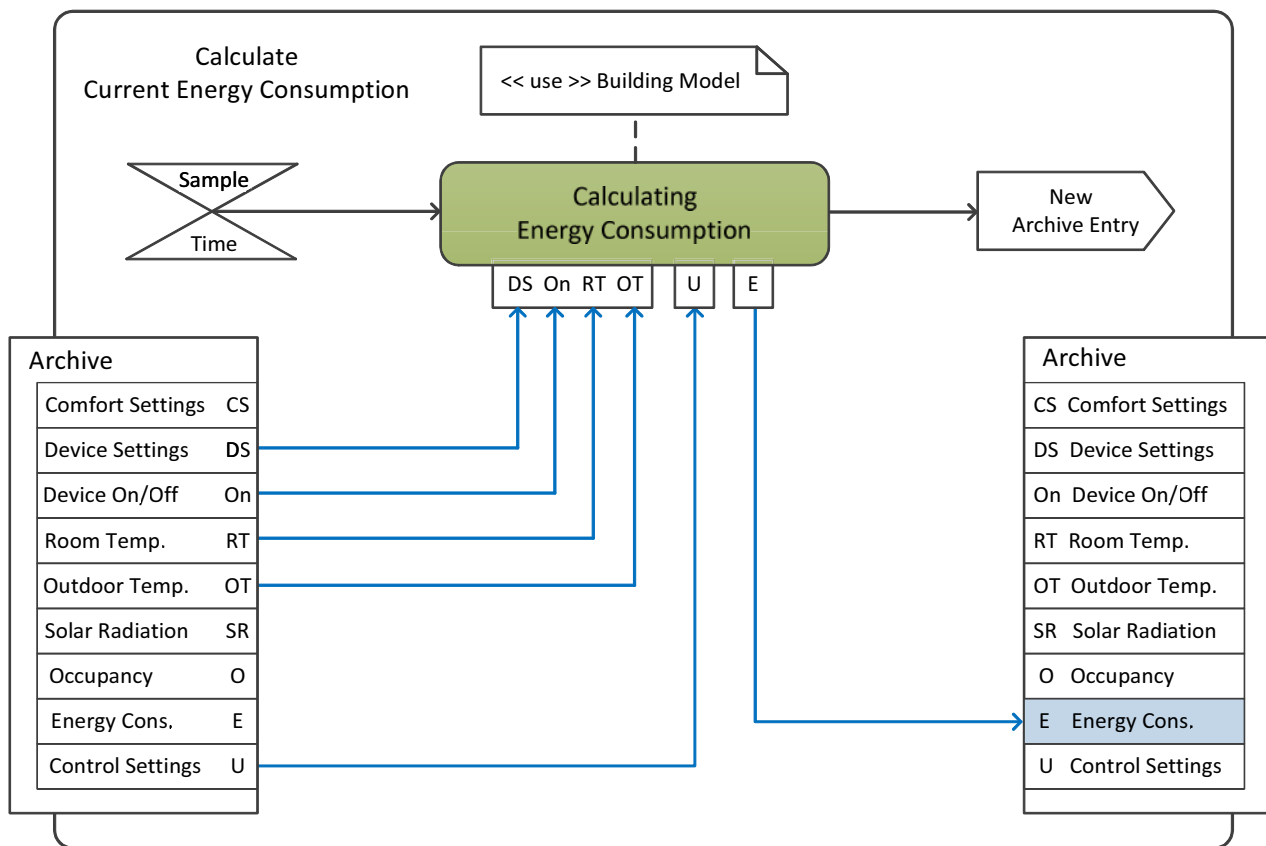 Calculate
Current Energy Consumption
<< use >> Building Model
Sample
Time
Calculating
Energy Consumption
New
Archive Entry
DS On RT OT U E
Archive
Comfort Settings CS
Device Settings DS
Device On/Off On
Room Temp. RT
Outdoor Temp. OT
Solar Radiation SR
Occupancy O
Energy Cons. E
Control Settings U
Archive
CS Comfort Settings
DS Device Settings
On Device On/Off
RT Room Temp.
OT Outdoor Temp.
SR Solar Radiation
O Occupancy
E Energy Cons.
U Control Settings